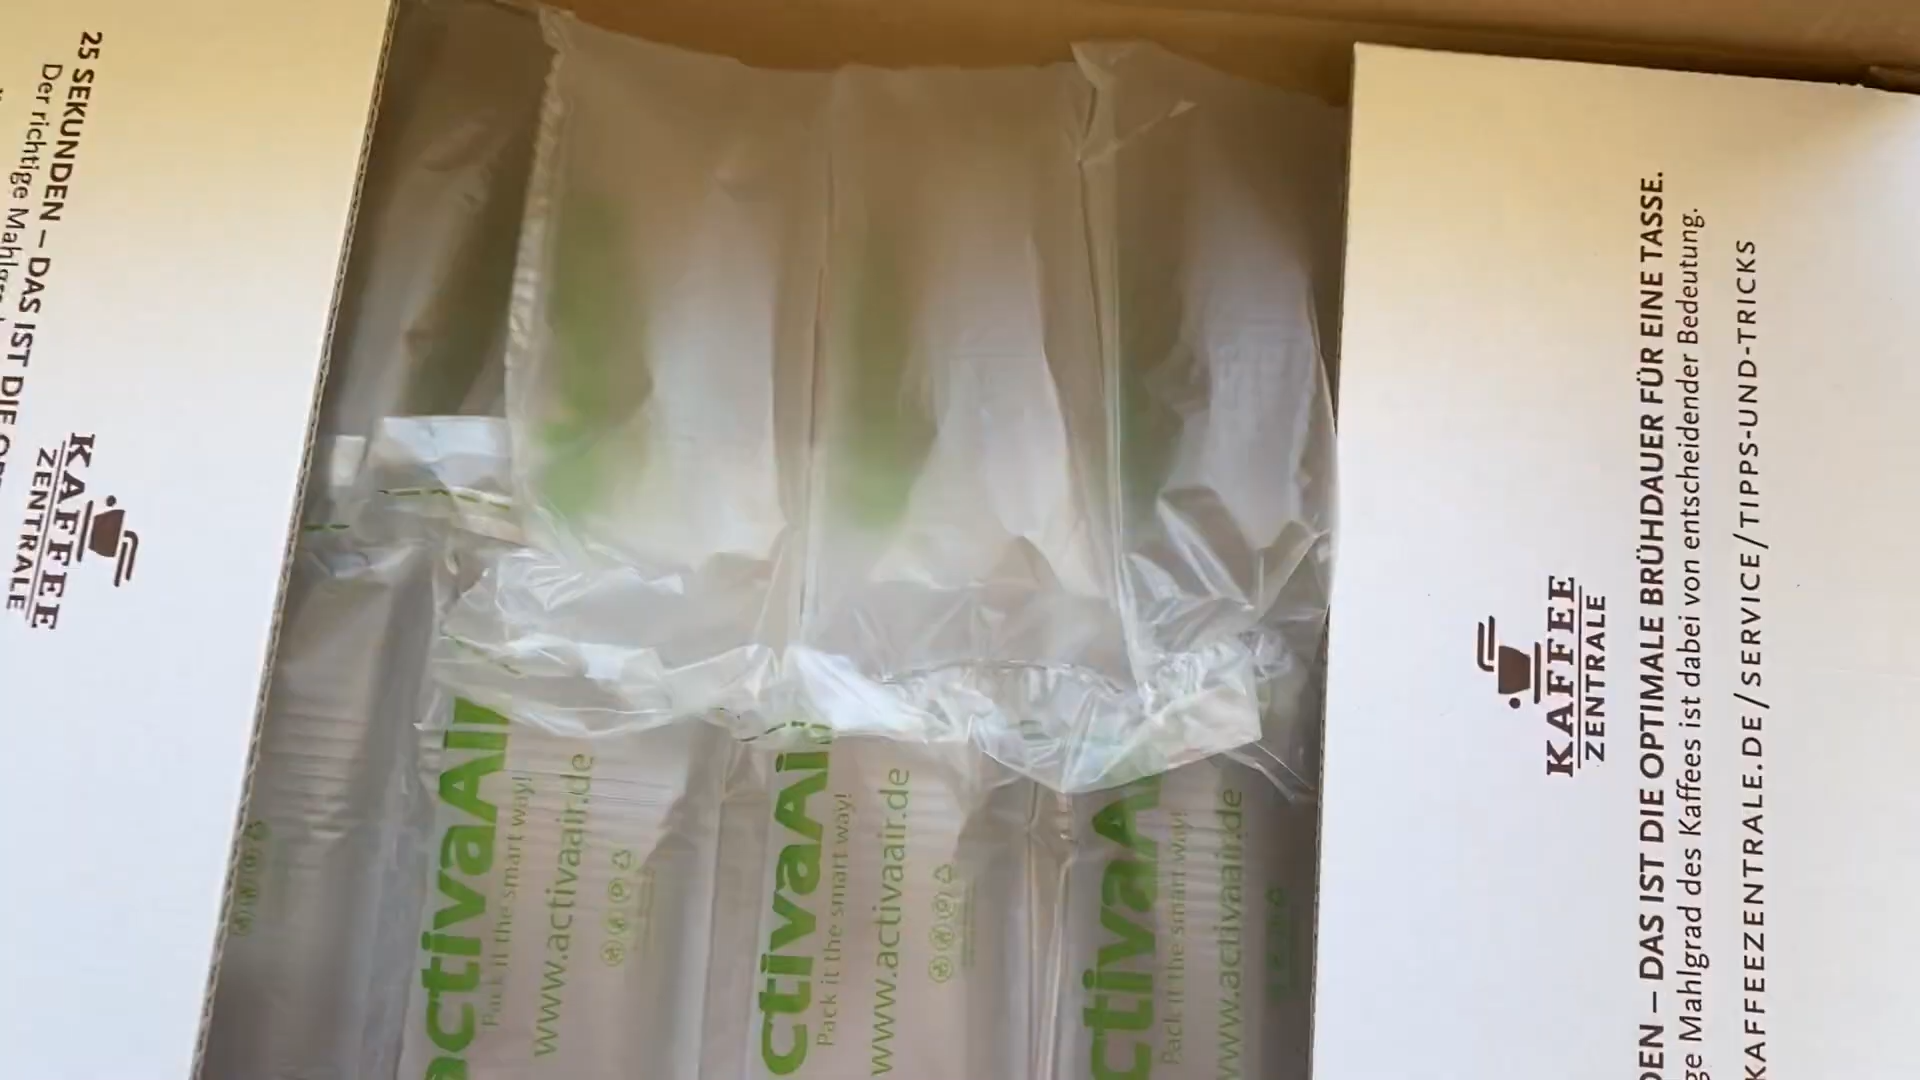 25 SEKUNDEN – DAS IST DIE
Der richtige
KAFFEE
ZENTRALE
activaAir
Pack it the smart way!
www.activaair.de
ctivaAi
Pack it the smart way!
www.activaair.de
ctivaA
Pack it the smart way!
www.activaair.de
KAFFEE
ZENTRALE
DEN – DAS IST DIE OPTIMALE BRÜHDAUER FÜR EINE TASSE.
ge Mahlgrad des Kaffees ist dabei von entscheidender Bedeutung.
KAFFEEZENTRALE.DE/SERVICE/TIPPS-UND-TRICKS